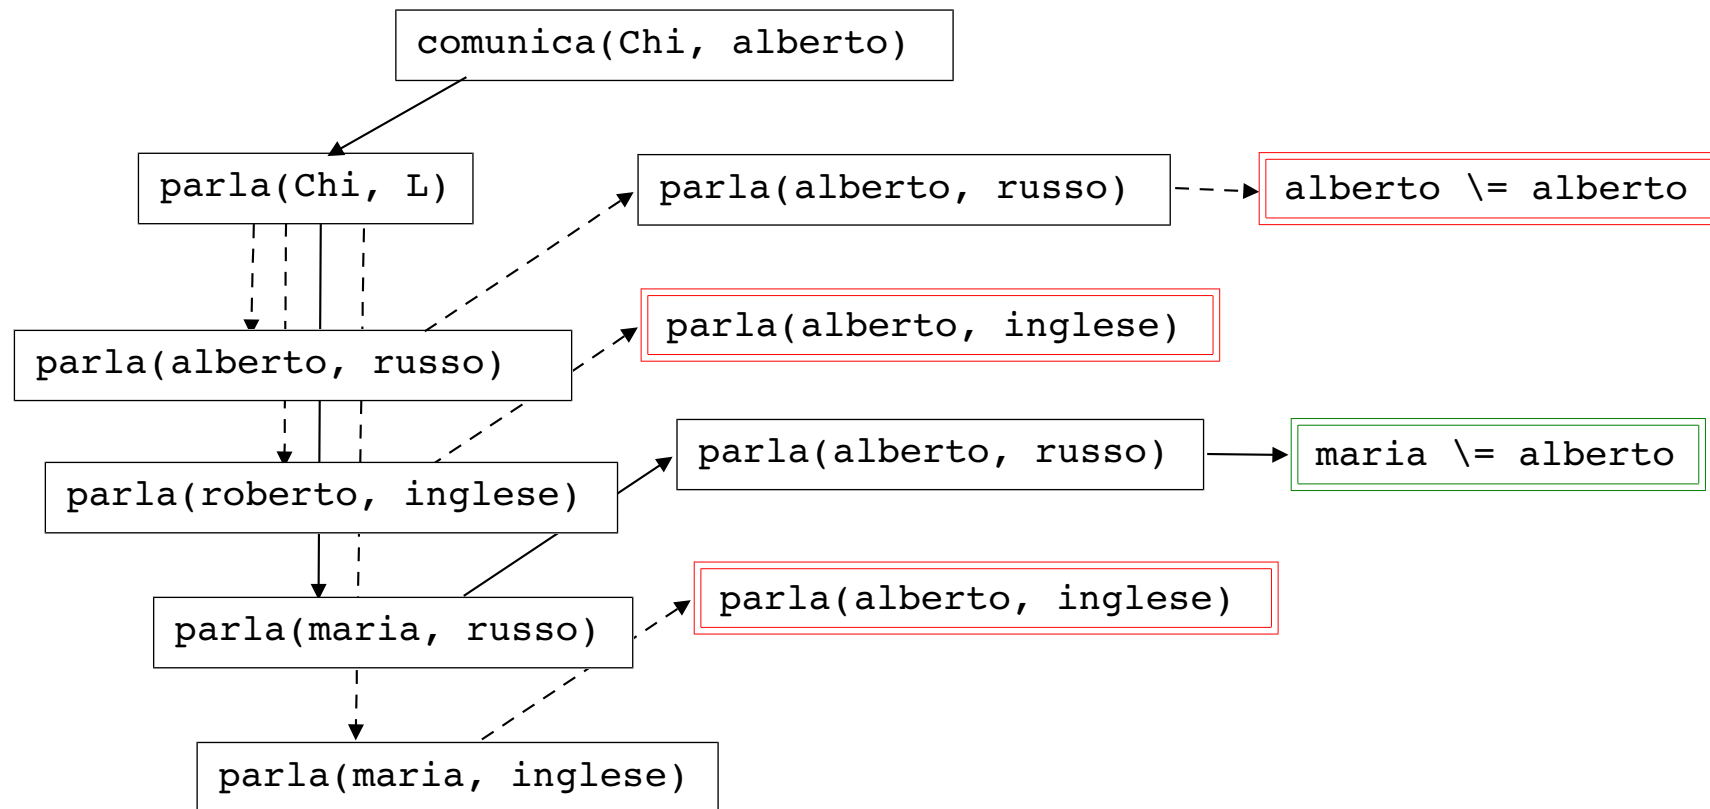 comunica(Chi, alberto)
parla(Chi, L)
parla(alberto, russo)
alberto \= alberto
parla(alberto, inglese)
parla(alberto, russo)
parla(alberto, russo)
maria \= alberto
parla(roberto, inglese)
parla(alberto, inglese)
parla(maria, russo)
parla(maria, inglese)